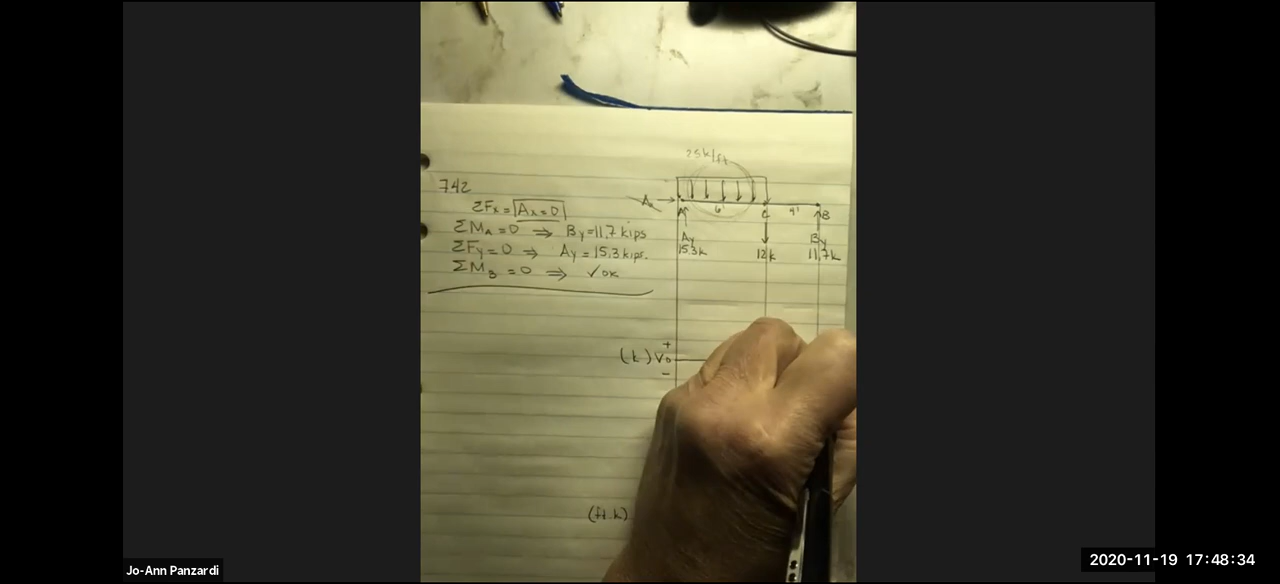 2.5 k/ft
742
ΣFx = Ax = 0
ΣMA = 0 ⇒ By = 11.7 kips
ΣFy = 0 ⇒ Ay = 15.3 kips.
ΣMB = 0 ⇒ ✓ ok
A 6' C 4' B
Ay By
15.3k 12k 11.7k
+
(k) V 0
−
(ft.k)
Jo-Ann Panzardi
2020-11-19 17:48:34